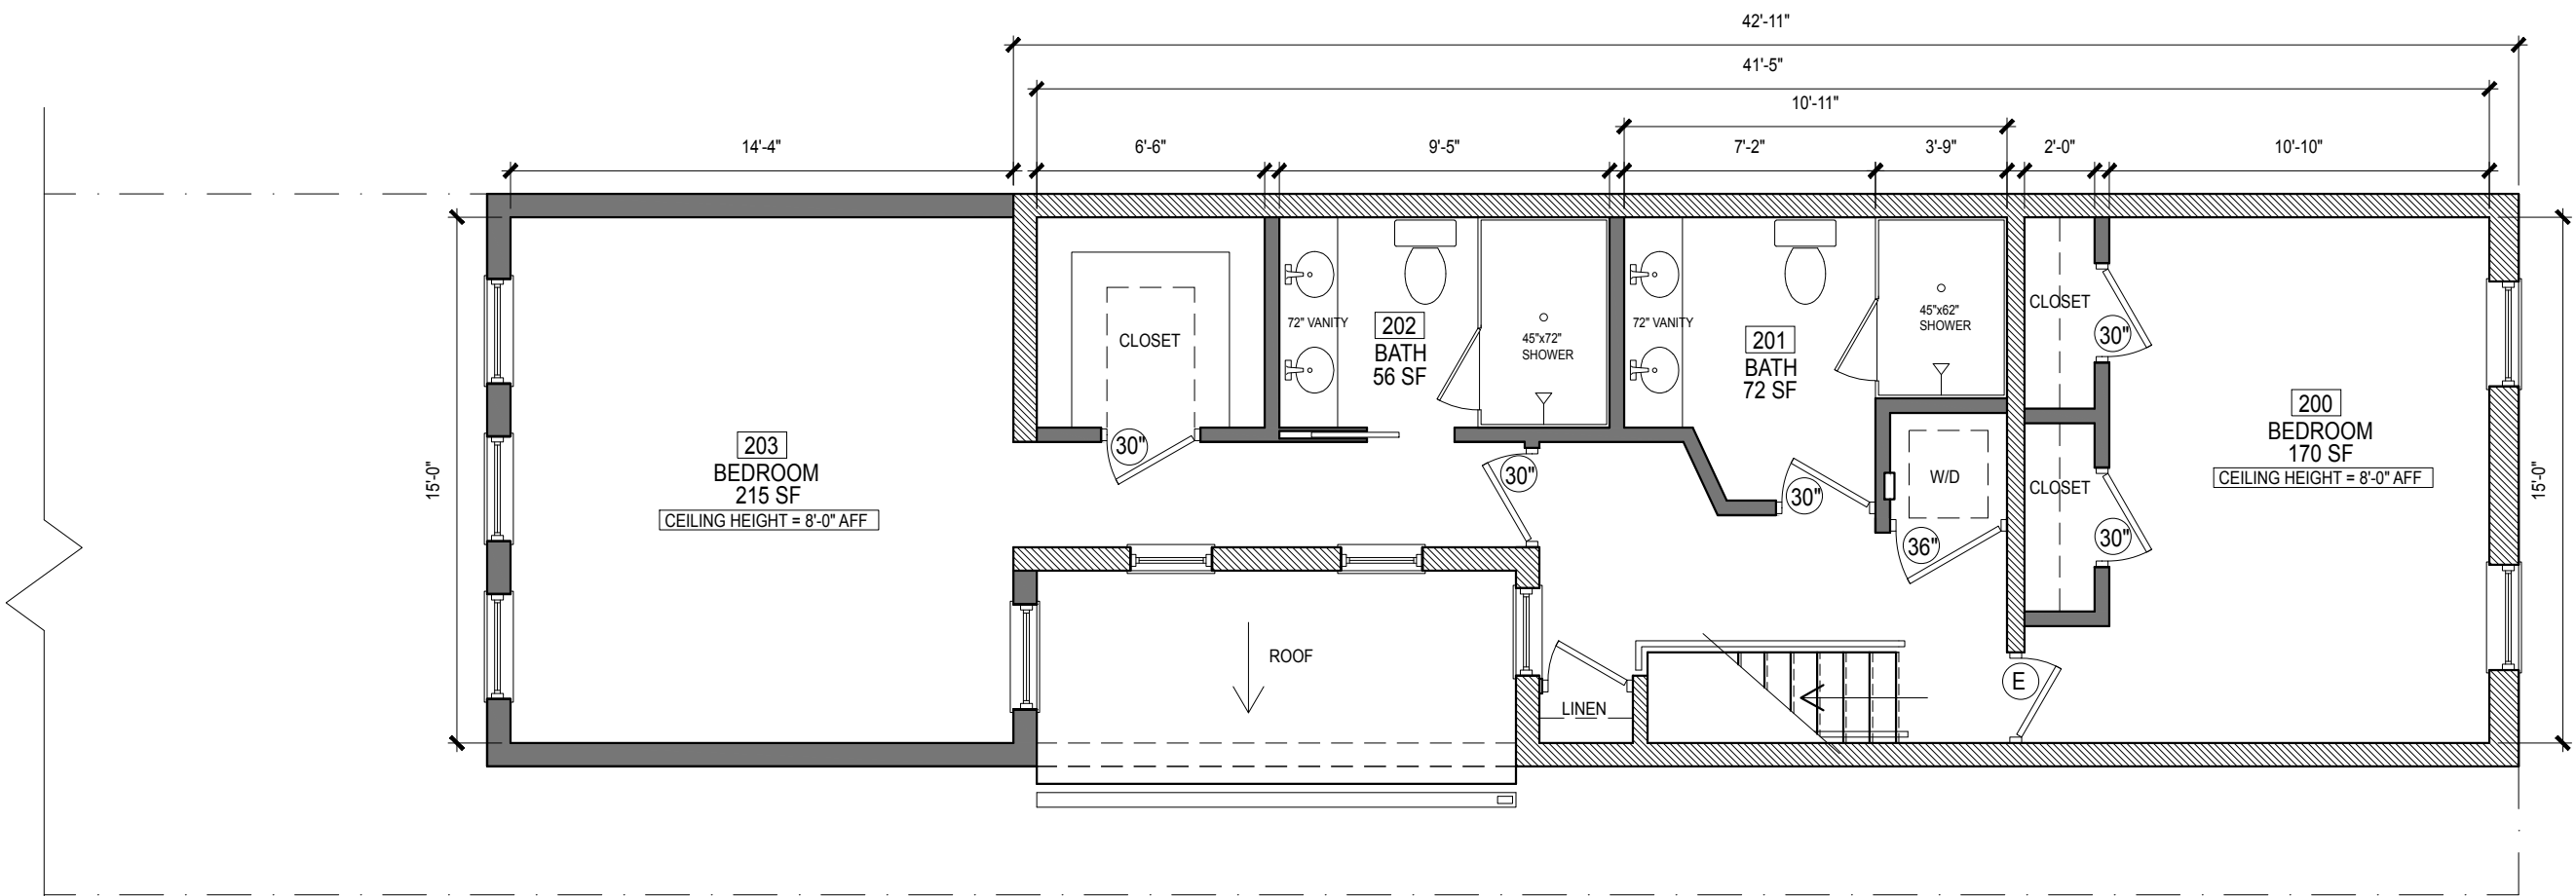 42'-11"
41'-5"
10'-11"
14'-4"
6'-6"
9'-5"
7'-2"
3'-9"
2'-0"
10'-10"
15'-0"
203
BEDROOM
215 SF
CEILING HEIGHT = 8'-0" AFF
CLOSET
30"
72" VANITY
202
BATH
56 SF
45"x72"
SHOWER
30"
72" VANITY
201
BATH
72 SF
45"x62"
SHOWER
30"
W/D
36"
CLOSET
30"
CLOSET
30"
200
BEDROOM
170 SF
CEILING HEIGHT = 8'-0" AFF
15'-0"
ROOF
LINEN
E